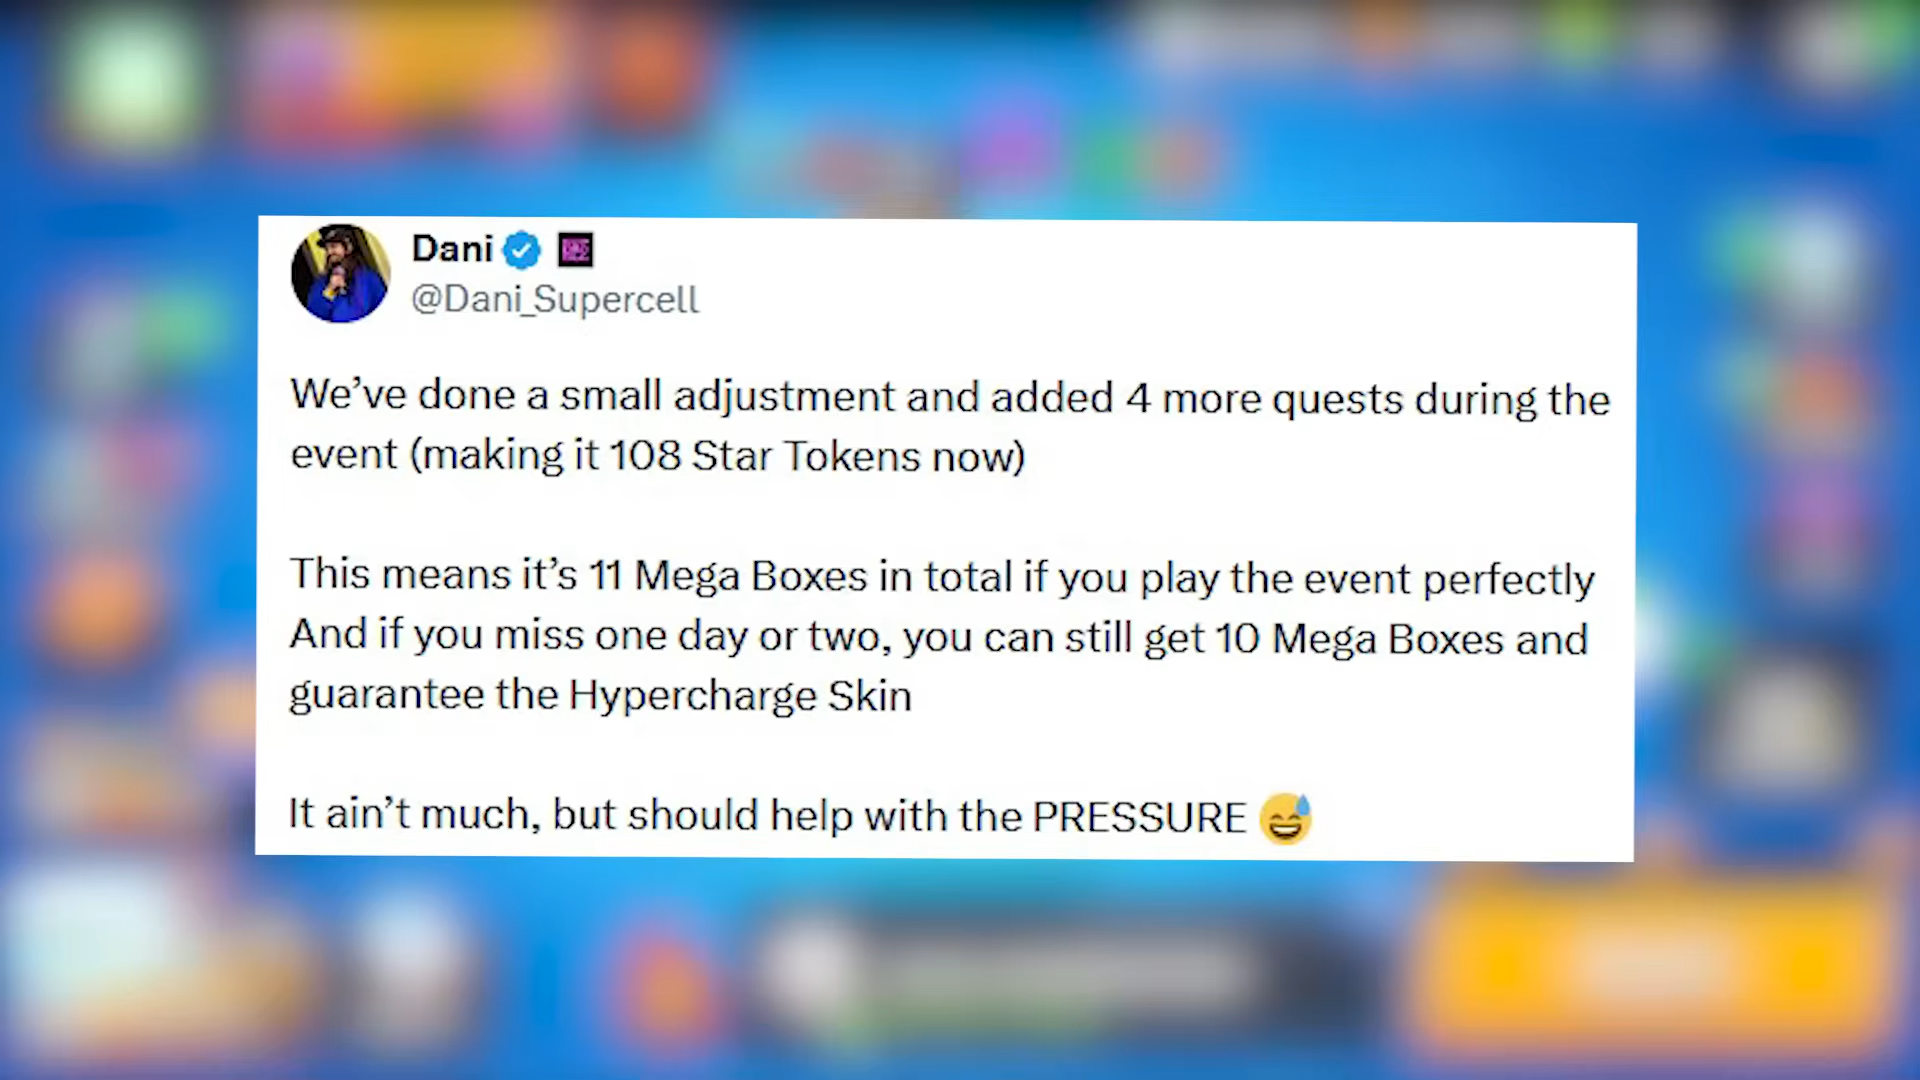 Dani
@Dani_Supercell
We’ve done a small adjustment and added 4 more quests during the
event (making it 108 Star Tokens now)
This means it’s 11 Mega Boxes in total if you play the event perfectly
And if you miss one day or two, you can still get 10 Mega Boxes and
guarantee the Hypercharge Skin
It ain’t much, but should help with the PRESSURE 😅